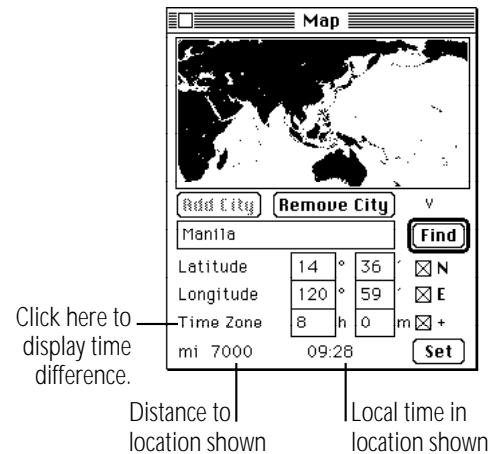 Map
Add City Remove City V
Manila Find
Latitude 14 ° 36 ´ N
Longitude 120 ° 59 ´ E
Time Zone 8 h 0 m +
mi 7000 09:28 Set
Click here to
display time
difference.
Distance to
location shown
Local time in
location shown